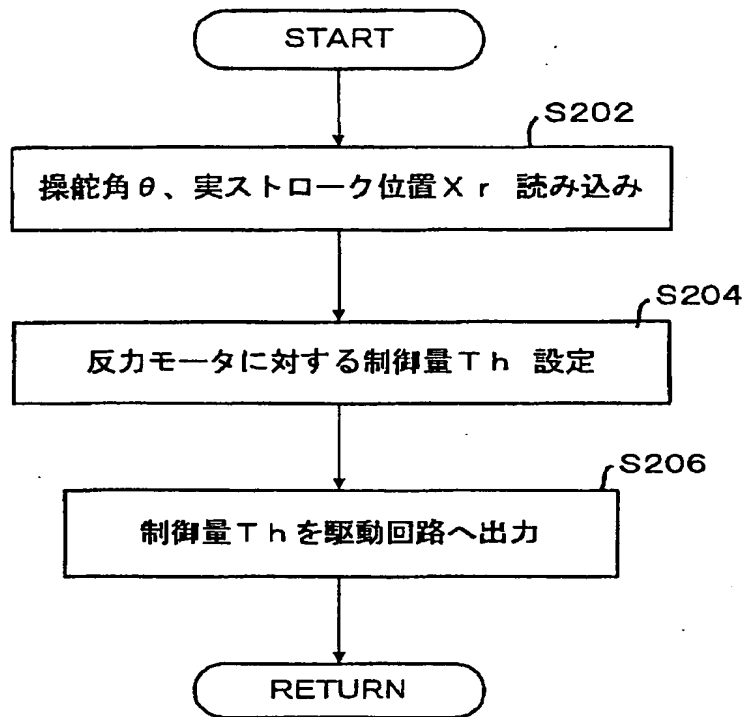 START
S202
操舵角θ、実ストローク位置Xr 読み込み
S204
反力モータに対する制御量Th 設定
S206
制御量Thを駆動回路へ出力
RETURN